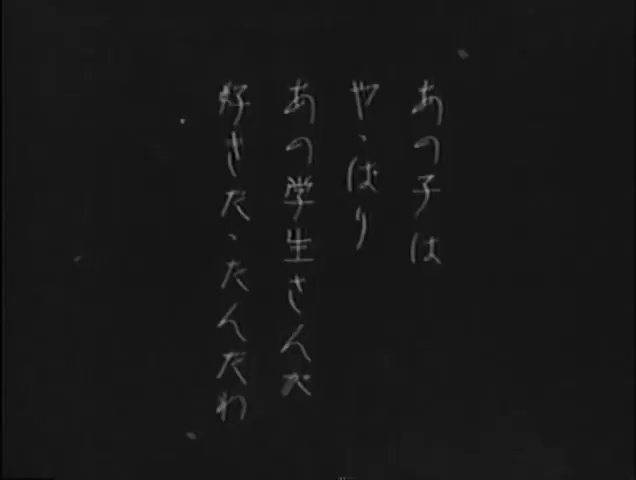 あの子は
やっぱり
あの学生さんが
好きだったんだわ